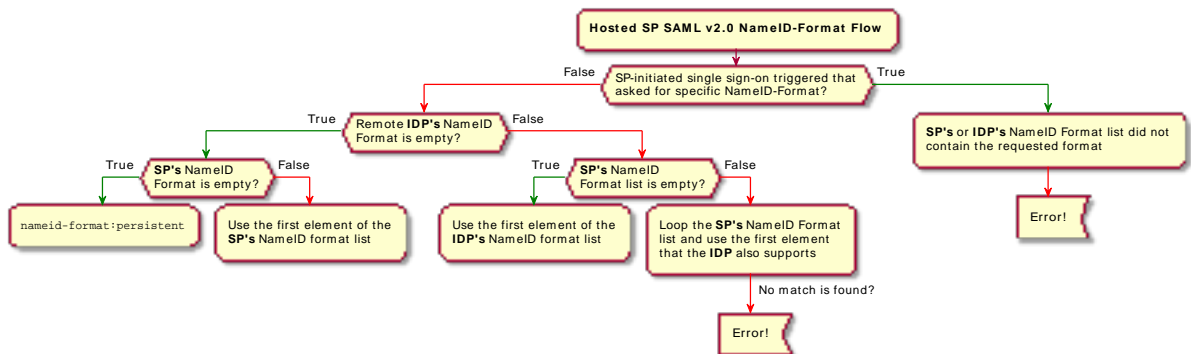 Hosted SP SAML v2.0 NameID-Format Flow
False
SP-initiated single sign-on triggered that
asked for specific NameID-Format?
True
True
Remote IDP's NameID
Format is empty?
False
SP's or IDP's NameID Format list did not
contain the requested format
True
SP's NameID
Format is empty?
False
True
SP's NameID
Format list is empty?
False
Error!
nameid-format:persistent
Use the first element of the
SP's NameID format list
Use the first element of the
IDP's NameID format list
Loop the SP's NameID Format
list and use the first element
that the IDP also supports
No match is found?
Error!